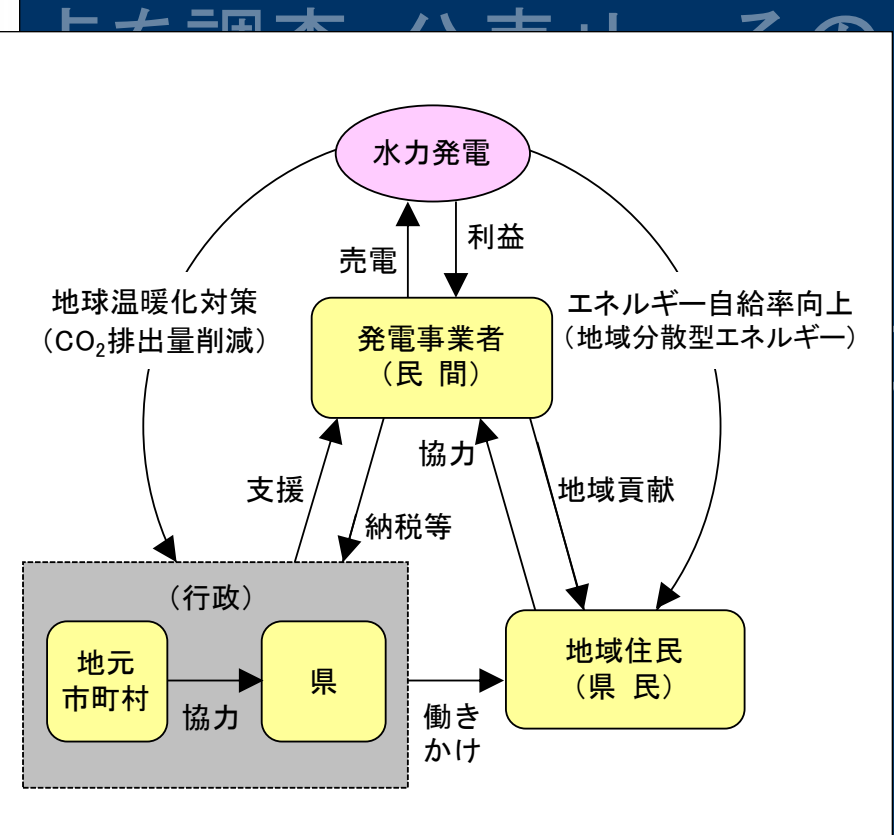 水力発電
売電
利益
地球温暖化対策
（CO₂排出量削減）
エネルギー自給率向上
（地域分散型エネルギー）
発電事業者
（民 間）
支援
納税等
協力
地域貢献
（行政）
地元
市町村
協力
県
働き
かけ
地域住民
（県 民）